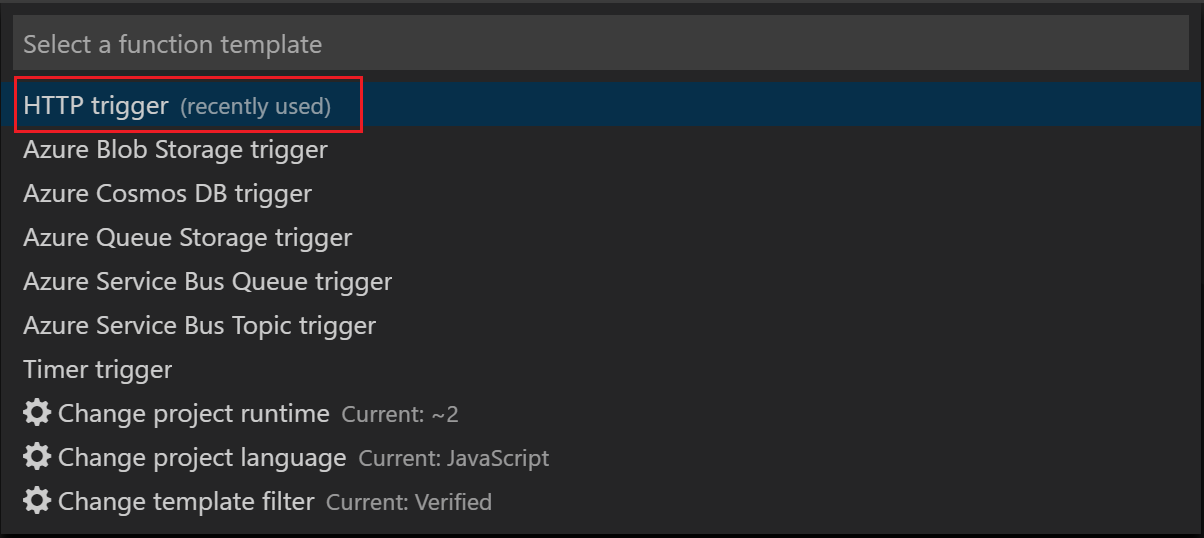 Select a function template
HTTP trigger (recently used)
Azure Blob Storage trigger
Azure Cosmos DB trigger
Azure Queue Storage trigger
Azure Service Bus Queue trigger
Azure Service Bus Topic trigger
Timer trigger
Change project runtime Current: ~2
Change project language Current: JavaScript
Change template filter Current: Verified